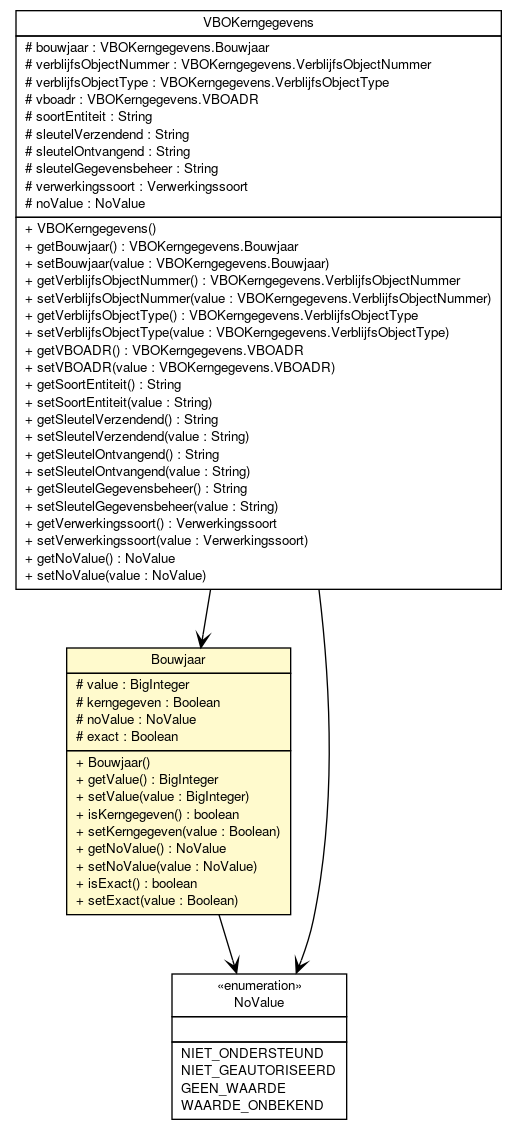 VBOKerngegevens
# bouwjaar : VBOKerngegevens.Bouwjaar
# verblijfsObjectNummer : VBOKerngegevens.VerblijfsObjectNummer
# verblijfsObjectType : VBOKerngegevens.VerblijfsObjectType
# vboadr : VBOKerngegevens.VBOADR
# soortEntiteit : String
# sleutelVerzendend : String
# sleutelOntvangend : String
# sleutelGegevensbeheer : String
# verwerkingssoort : Verwerkingssoort
# noValue : NoValue
+ VBOKerngegevens()
+ getBouwjaar() : VBOKerngegevens.Bouwjaar
+ setBouwjaar(value : VBOKerngegevens.Bouwjaar)
+ getVerblijfsObjectNummer() : VBOKerngegevens.VerblijfsObjectNummer
+ setVerblijfsObjectNummer(value : VBOKerngegevens.VerblijfsObjectNummer)
+ getVerblijfsObjectType() : VBOKerngegevens.VerblijfsObjectType
+ setVerblijfsObjectType(value : VBOKerngegevens.VerblijfsObjectType)
+ getVBOADR() : VBOKerngegevens.VBOADR
+ setVBOADR(value : VBOKerngegevens.VBOADR)
+ getSoortEntiteit() : String
+ setSoortEntiteit(value : String)
+ getSleutelVerzendend() : String
+ setSleutelVerzendend(value : String)
+ getSleutelOntvangend() : String
+ setSleutelOntvangend(value : String)
+ getSleutelGegevensbeheer() : String
+ setSleutelGegevensbeheer(value : String)
+ getVerwerkingssoort() : Verwerkingssoort
+ setVerwerkingssoort(value : Verwerkingssoort)
+ getNoValue() : NoValue
+ setNoValue(value : NoValue)
Bouwjaar
# value : BigInteger
# kerngegeven : Boolean
# noValue : NoValue
# exact : Boolean
+ Bouwjaar()
+ getValue() : BigInteger
+ setValue(value : BigInteger)
+ isKerngegeven() : boolean
+ setKerngegeven(value : Boolean)
+ getNoValue() : NoValue
+ setNoValue(value : NoValue)
+ isExact() : boolean
+ setExact(value : Boolean)
«enumeration»
NoValue
NIET_ONDERSTEUND
NIET_GEAUTORISEERD
GEEN_WAARDE
WAARDE_ONBEKEND